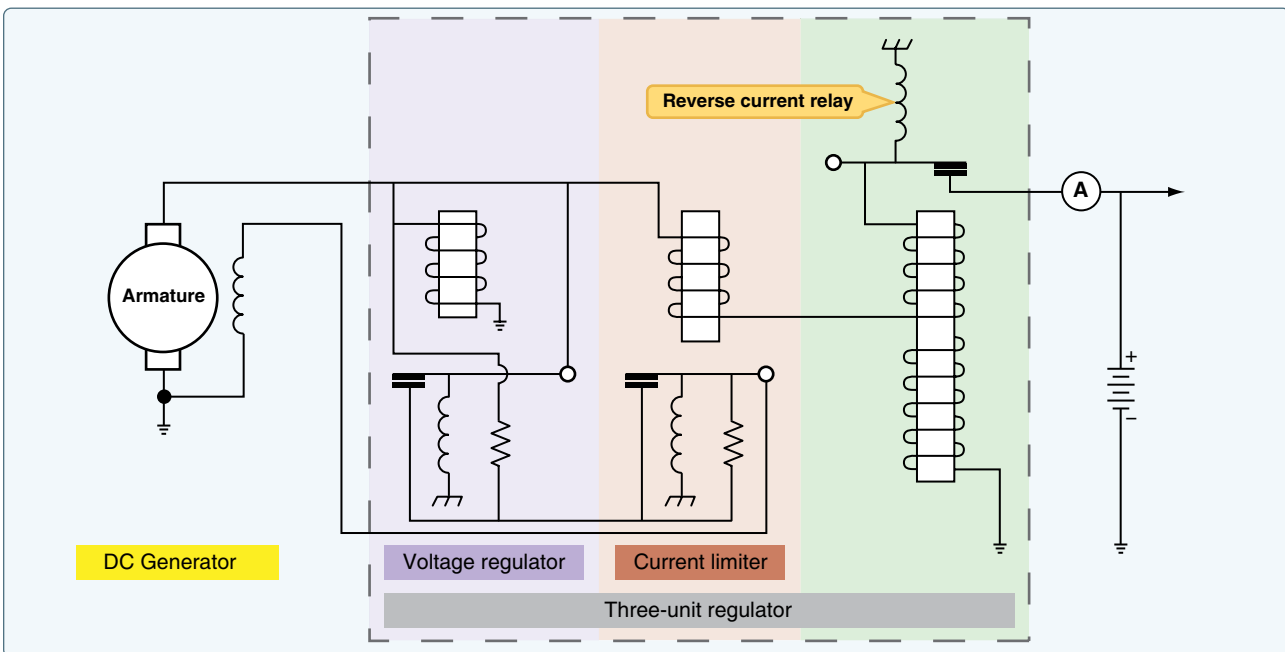 Reverse current relay
A
Armature
+
−
DC Generator
Voltage regulator
Current limiter
Three-unit regulator